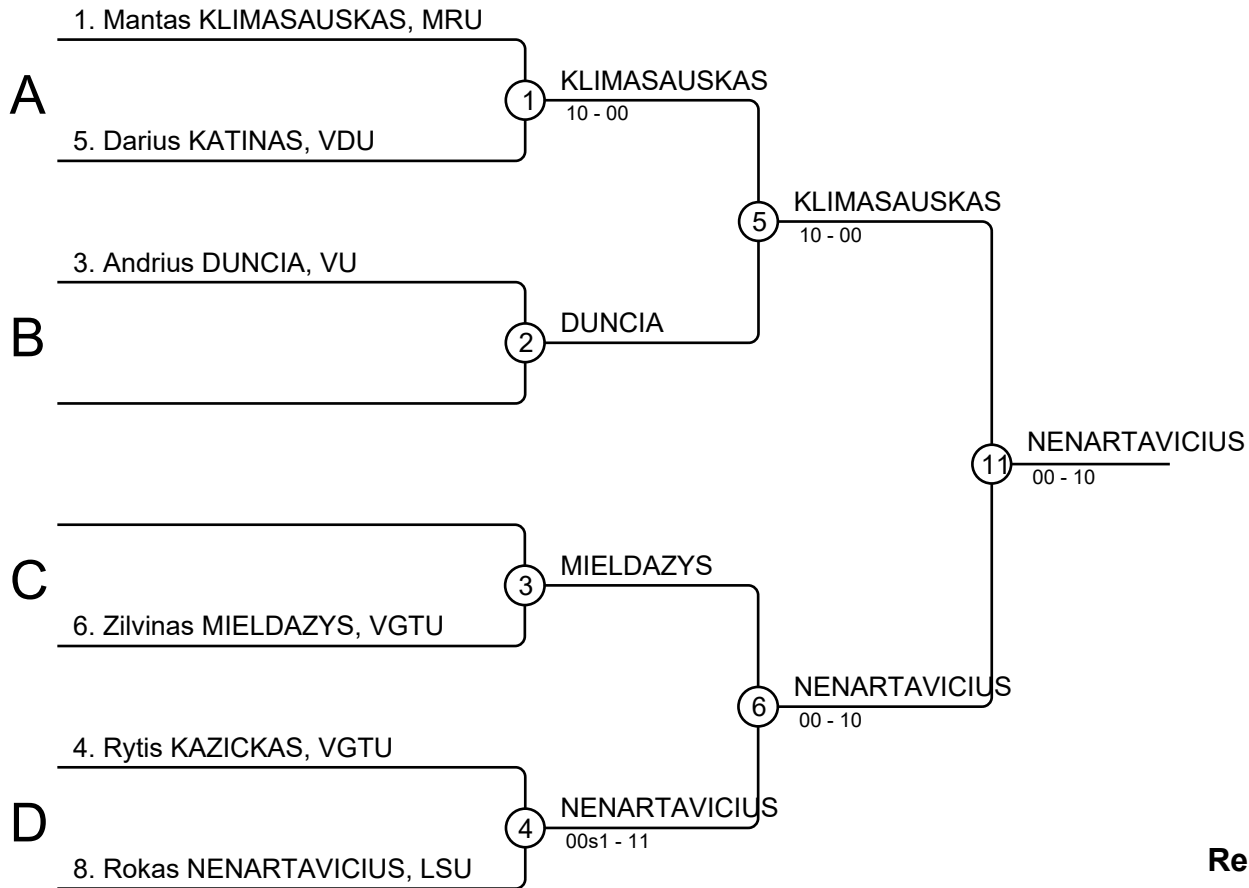 1. Mantas KLIMASAUSKAS, MRU
A
1
KLIMASAUSKAS
10 - 00
5. Darius KATINAS, VDU
5
KLIMASAUSKAS
10 - 00
3. Andrius DUNCIA, VU
B
2
DUNCIA
11
NENARTAVICIUS
00 - 10
C
3
MIELDAZYS
6. Zilvinas MIELDAZYS, VGTU
6
NENARTAVICIUS
00 - 10
4. Rytis KAZICKAS, VGTU
D
4
NENARTAVICIUS
00s1 - 11
8. Rokas NENARTAVICIUS, LSU
Re